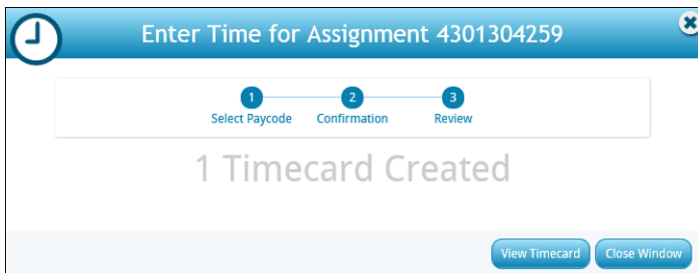 Enter Time for Assignment 4301304259
1 2 3
Select Paycode Confirmation Review
1 Timecard Created
View Timecard Close Window